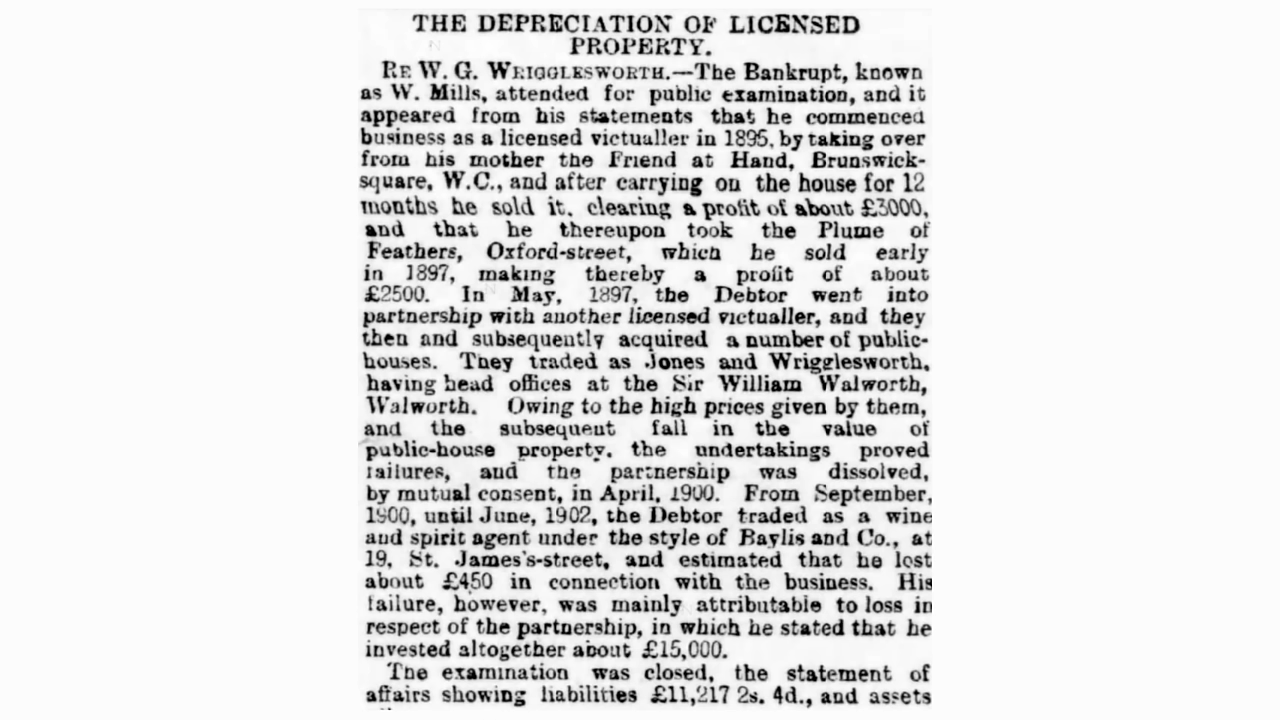 THE DEPRECIATION OF LICENSED
PROPERTY.
RE W. G. WRIGGLESWORTH.—The Bankrupt, known
as W. Mills, attended for public examination, and it
appeared from his statements that he commenced
business as a licensed victualler in 1895, by taking over
from his mother the Friend at Hand, Brunswick-
square, W.C., and after carrying on the house for 12
months he sold it, clearing a profit of about £3000,
and that he thereupon took the Plume of
Feathers, Oxford-street, which he sold early
in 1897, making thereby a profit of about
£2500. In May, 1897, the Debtor went into
partnership with another licensed victualler, and they
then and subsequently acquired a number of public-
houses. They traded as Jones and Wrigglesworth,
having head offices at the Sir William Walworth,
Walworth. Owing to the high prices given by them,
and the subsequent fall in the value of
public-house property, the undertakings proved
failures, and the partnership was dissolved,
by mutual consent, in April, 1900. From September,
1900, until June, 1902, the Debtor traded as a wine
and spirit agent under the style of Baylis and Co., at
19, St. James's-street, and estimated that he lost
about £450 in connection with the business. His
failure, however, was mainly attributable to loss in
respect of the partnership, in which he stated that he
invested altogether about £15,000.
The examination was closed, the statement of
affairs showing liabilities £11,217 2s. 4d., and assets